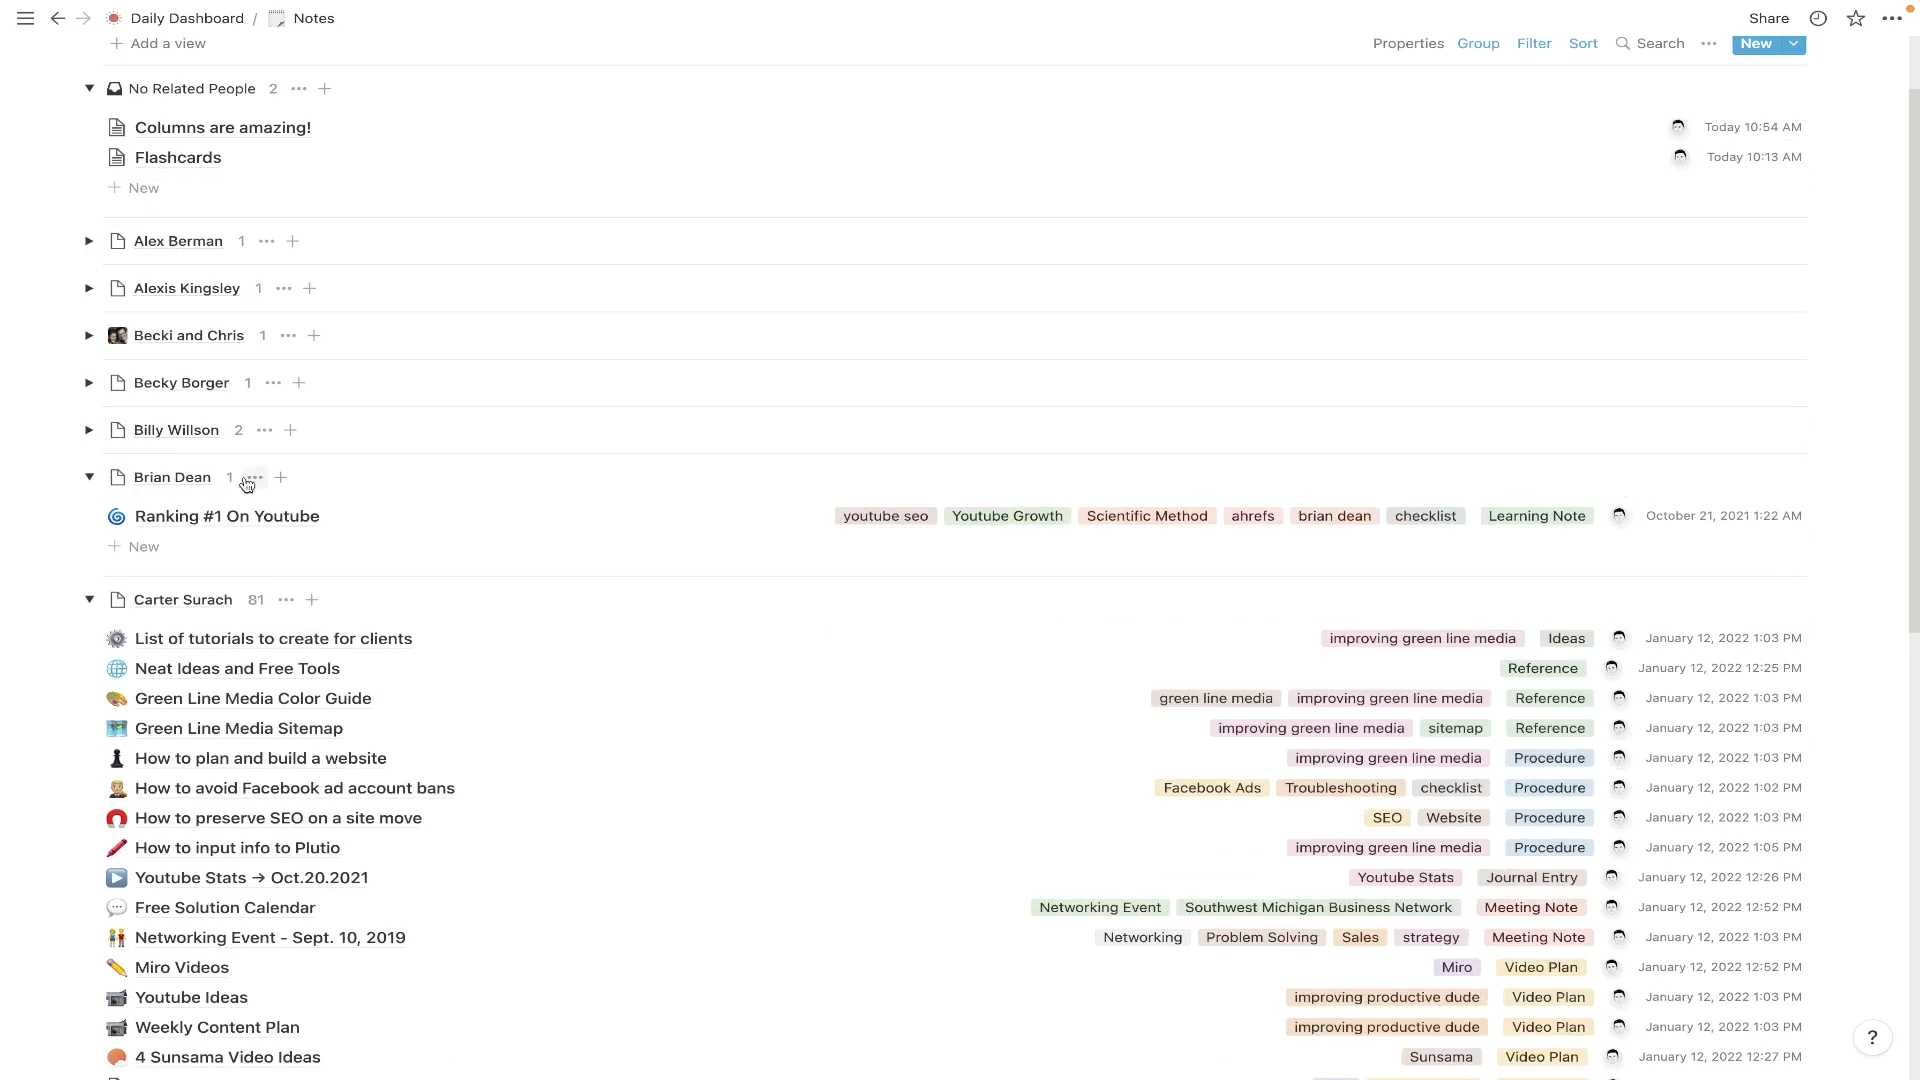 Daily Dashboard / Notes Share
Add a view Properties Group Filter Sort Search New
No Related People 2
Columns are amazing! Today 10:54 AM
Flashcards Today 10:13 AM
New
Alex Berman 1
Alexis Kingsley 1
Becki and Chris 1
Becky Borger 1
Billy Willson 2
Brian Dean 1
Ranking #1 On Youtube youtube seo Youtube Growth Scientific Method ahrefs brian dean checklist Learning Note October 21, 2021 1:22 AM
New
Carter Surach 81
List of tutorials to create for clients improving green line media Ideas January 12, 2022 1:03 PM
Neat Ideas and Free Tools Reference January 12, 2022 12:25 PM
Green Line Media Color Guide green line media improving green line media Reference January 12, 2022 1:03 PM
Green Line Media Sitemap improving green line media sitemap Reference January 12, 2022 1:03 PM
How to plan and build a website improving green line media Procedure January 12, 2022 1:03 PM
How to avoid Facebook ad account bans Facebook Ads Troubleshooting checklist Procedure January 12, 2022 1:02 PM
How to preserve SEO on a site move SEO Website Procedure January 12, 2022 1:03 PM
How to input info to Plutio improving green line media Procedure January 12, 2022 1:05 PM
Youtube Stats → Oct.20.2021 Youtube Stats Journal Entry January 12, 2022 12:26 PM
Free Solution Calendar Networking Event Southwest Michigan Business Network Meeting Note January 12, 2022 12:52 PM
Networking Event - Sept. 10, 2019 Networking Problem Solving Sales strategy Meeting Note January 12, 2022 1:03 PM
Miro Videos Miro Video Plan January 12, 2022 12:52 PM
Youtube Ideas improving productive dude Video Plan January 12, 2022 1:03 PM
Weekly Content Plan improving productive dude Video Plan January 12, 2022 1:03 PM
4 Sunsama Video Ideas Sunsama Video Plan January 12, 2022 12:27 PM
?